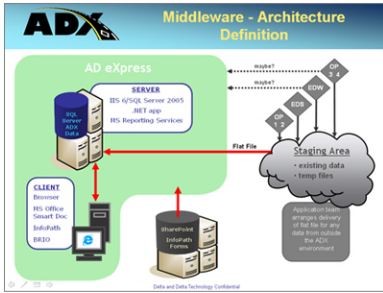 ADX
Middleware - Architecture
Definition
AD eXpress
SERVER
IIS 6/SQL Server 2005
.NET app
MS Reporting Services
SQL
Server
ADX
Data
CLIENT
Browser
MS Office
Smart Doc
InfoPath
BRIO
SharePoint
InfoPath
Forms
maybe?
maybe?
OP
3 4
EDW
EDS
OP
1 2
Flat File
Staging Area
• existing data
• temp files
Application team
arranges delivery
of flat file for any
data from outside
the ADX
environment
Delta and Delta Technology Confidential